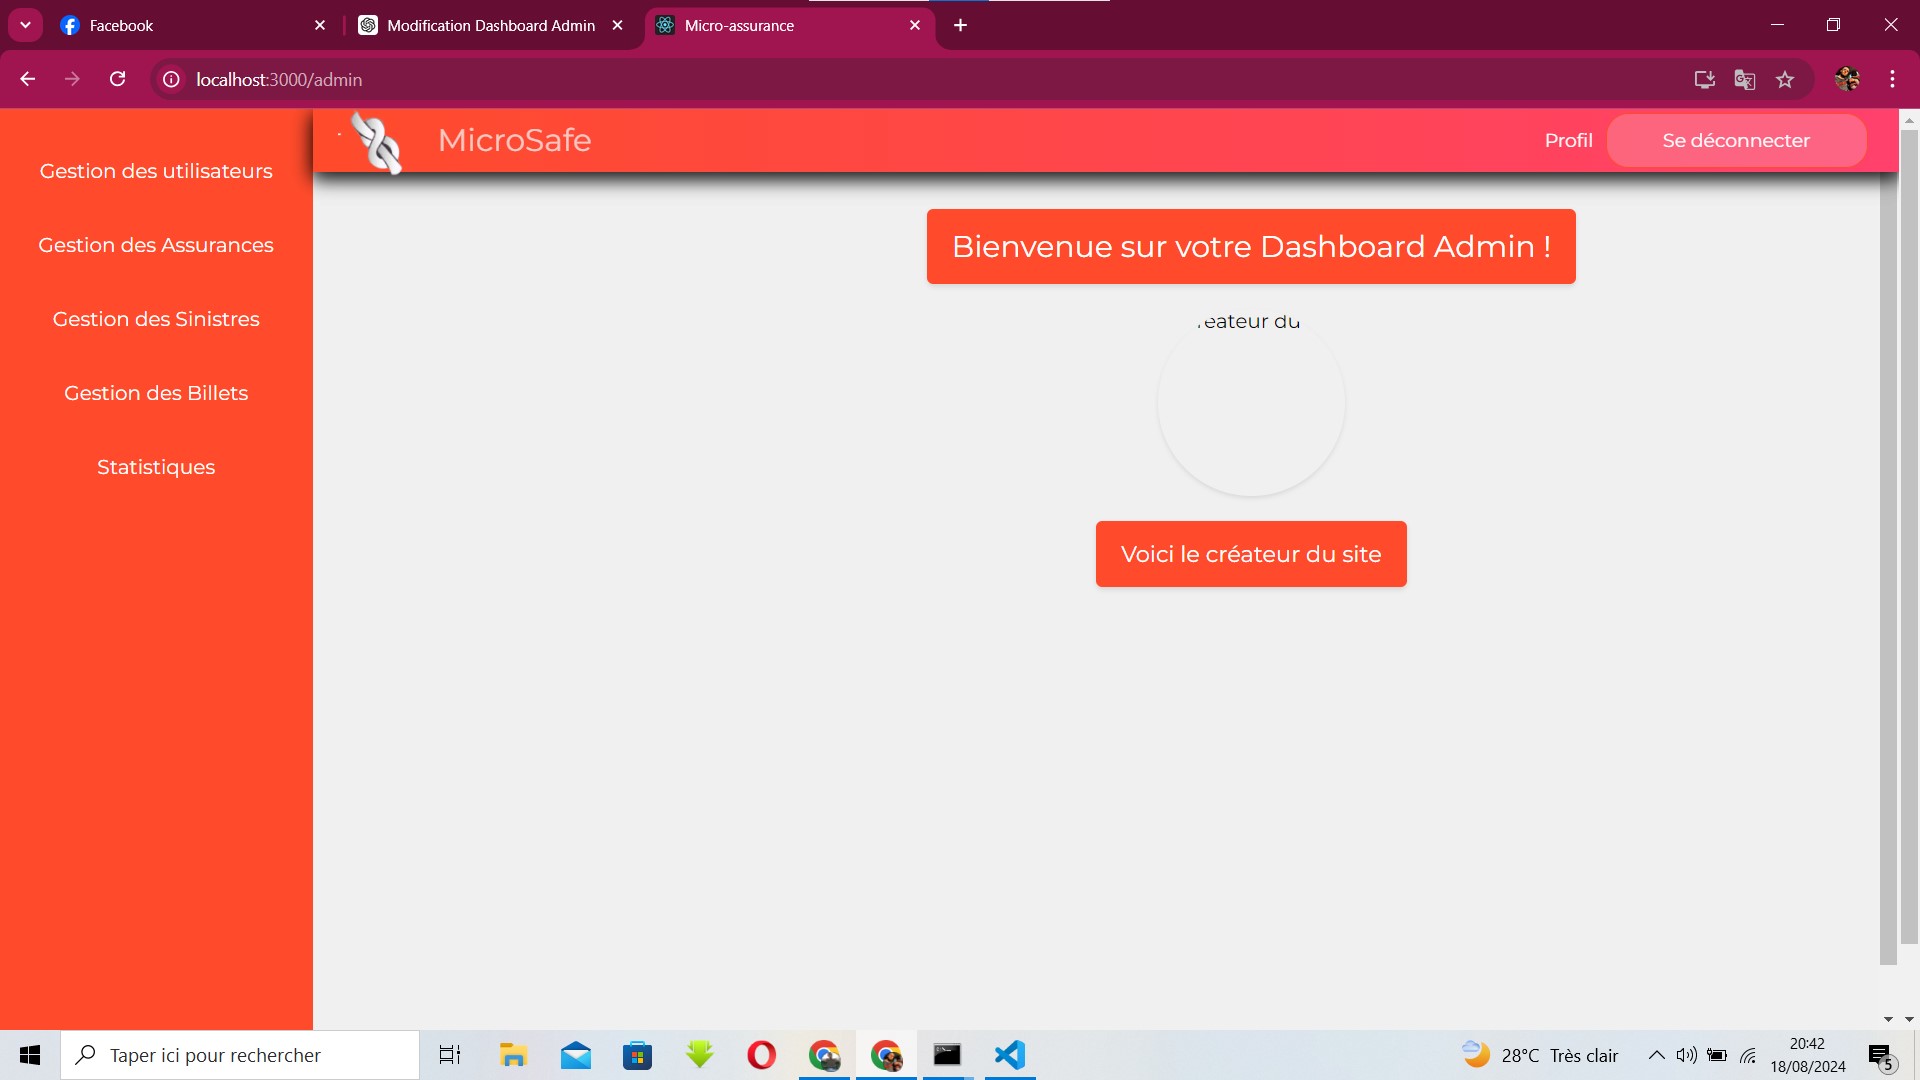 Facebook
Modification Dashboard Admin
Micro-assurance
localhost:3000/admin
MicroSafe
Profil
Se déconnecter
Gestion des utilisateurs
Gestion des Assurances
Gestion des Sinistres
Gestion des Billets
Statistiques
Bienvenue sur votre Dashboard Admin !
réateur du
Voici le créateur du site
Taper ici pour rechercher
28°C Très clair
20:42
18/08/2024
5